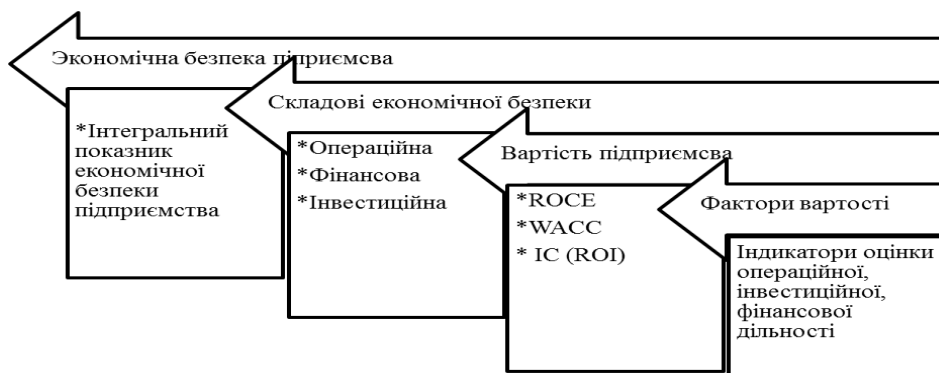 Экономічна безпека піприємсва
*Інтегральний
показник
економічної
безпеки
підприємства
Складові економічної безпеки
*Операційна
*Фінансова
*Інвестиційна
Вартість підприємсва
*ROCE
*WACC
* IC (ROI)
Фактори вартості
Індикатори оцінки
операційної,
інвестиційної,
фінансової
дільності